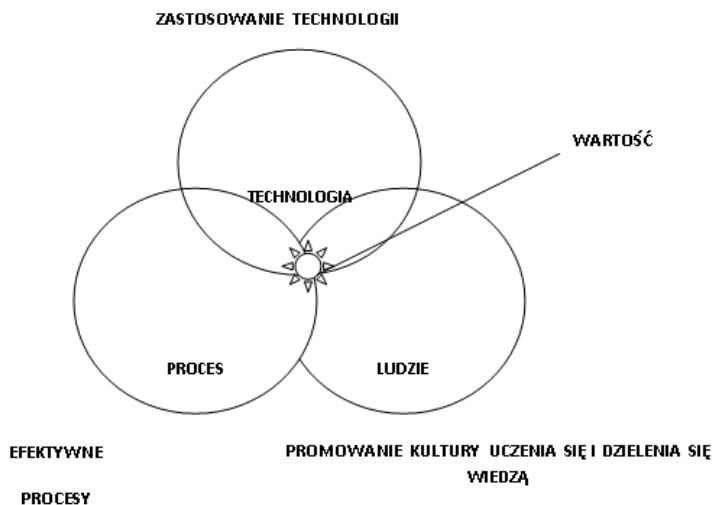 ZASTOSOWANIE TECHNOLOGII
WARTOŚĆ
TECHNOLOGIA
PROCES
LUDZIE
EFEKTYWNE
PROCESY
PROMOWANIE KULTURY UCZENIA SIĘ I DZIELENIA SIĘ
WIEDZĄ